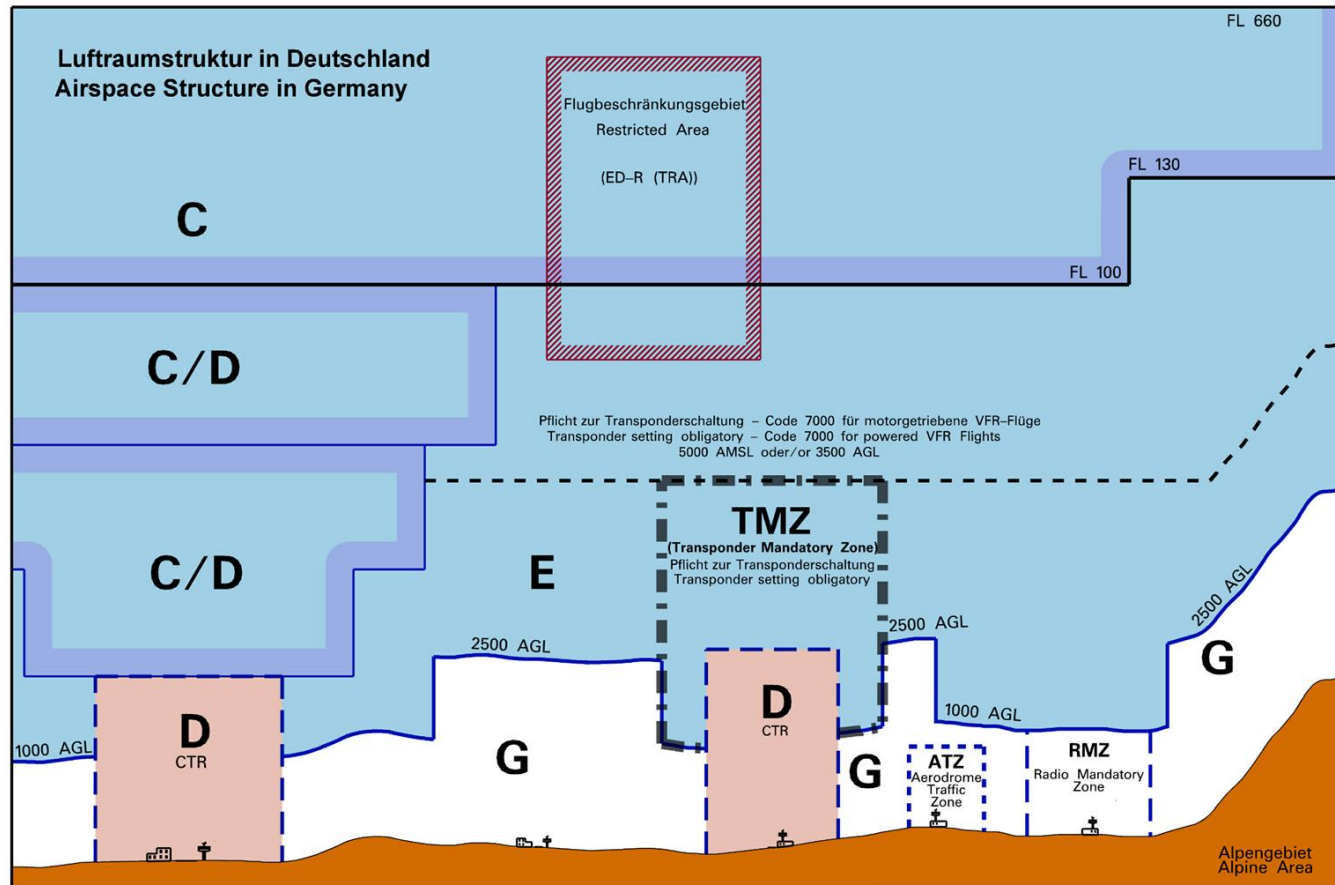 Luftraumstruktur in Deutschland
Airspace Structure in Germany
FL 660
Flugbeschränkungsgebiet
Restricted Area
(ED–R (TRA))
FL 130
C
FL 100
C/D
Pflicht zur Transponderschaltung – Code 7000 für motorgetriebene VFR–Flüge
Transponder setting obligatory – Code 7000 for powered VFR Flights
5000 AMSL oder/or 3500 AGL
TMZ
(Transponder Mandatory Zone)
Pflicht zur Transponderschaltung
Transponder setting obligatory
C/D
E
2500 AGL
2500 AGL
2500 AGL
G
D
CTR
D
CTR
1000 AGL
1000 AGL
G
G
ATZ
Aerodrome
Traffic
Zone
RMZ
Radio Mandatory
Zone
Alpengebiet
Alpine Area